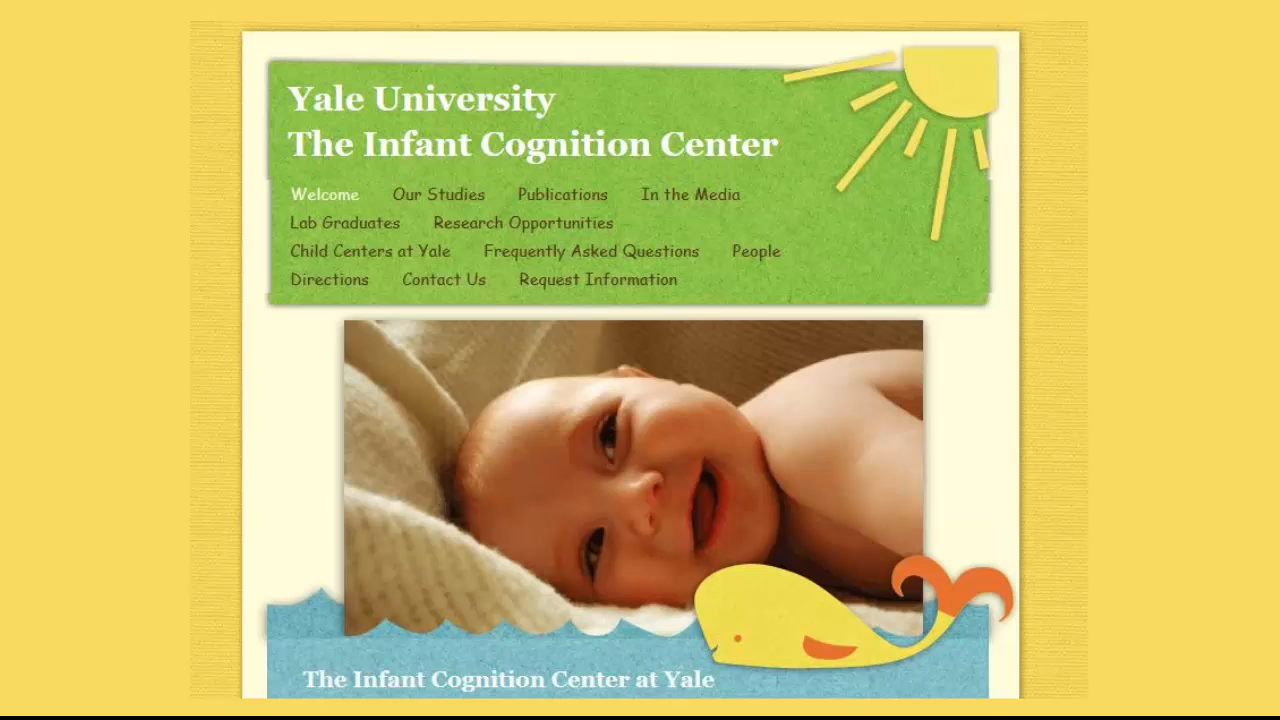 Yale University
The Infant Cognition Center
Welcome Our Studies Publications In the Media
Lab Graduates Research Opportunities
Child Centers at Yale Frequently Asked Questions People
Directions Contact Us Request Information
The Infant Cognition Center at Yale